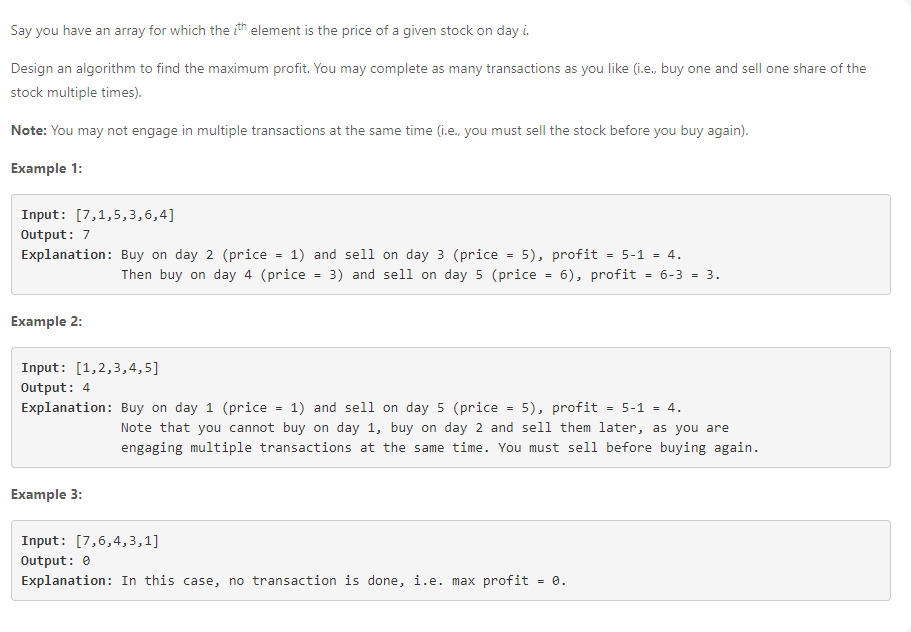 Say you have an array for which the ith element is the price of a given stock on day i.
Design an algorithm to find the maximum profit. You may complete as many transactions as you like (i.e., buy one and sell one share of the
stock multiple times).
Note: You may not engage in multiple transactions at the same time (i.e., you must sell the stock before you buy again).
Example 1:
Input: [7,1,5,3,6,4]
Output: 7
Explanation: Buy on day 2 (price = 1) and sell on day 3 (price = 5), profit = 5-1 = 4.
Then buy on day 4 (price = 3) and sell on day 5 (price = 6), profit = 6-3 = 3.
Example 2:
Input: [1,2,3,4,5]
Output: 4
Explanation: Buy on day 1 (price = 1) and sell on day 5 (price = 5), profit = 5-1 = 4.
Note that you cannot buy on day 1, buy on day 2 and sell them later, as you are
engaging multiple transactions at the same time. You must sell before buying again.
Example 3:
Input: [7,6,4,3,1]
Output: 0
Explanation: In this case, no transaction is done, i.e. max profit = 0.